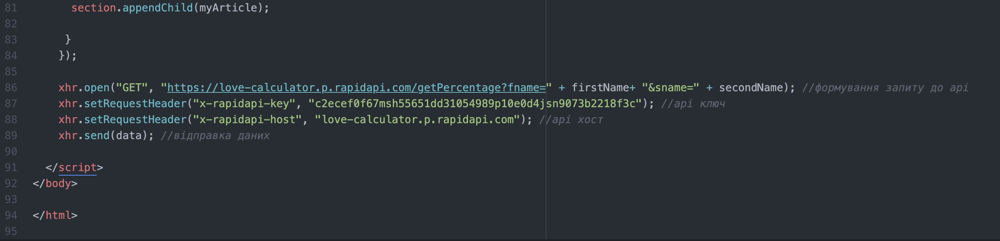 81 section.appendChild(myArticle);
82
83 }
84 });
85
86 xhr.open("GET", "https://love-calculator.p.rapidapi.com/getPercentage?fname=" + firstName+ "&sname=" + secondName); //формування запиту до арі
87 xhr.setRequestHeader("x-rapidapi-key", "c2ecef0f67msh55651dd31054989p10e0d4jsn9073b2218f3c"); //арі ключ
88 xhr.setRequestHeader("x-rapidapi-host", "love-calculator.p.rapidapi.com"); //арі хост
89 xhr.send(data); //відправка даних
90
91 </script>
92 </body>
93
94 </html>
95